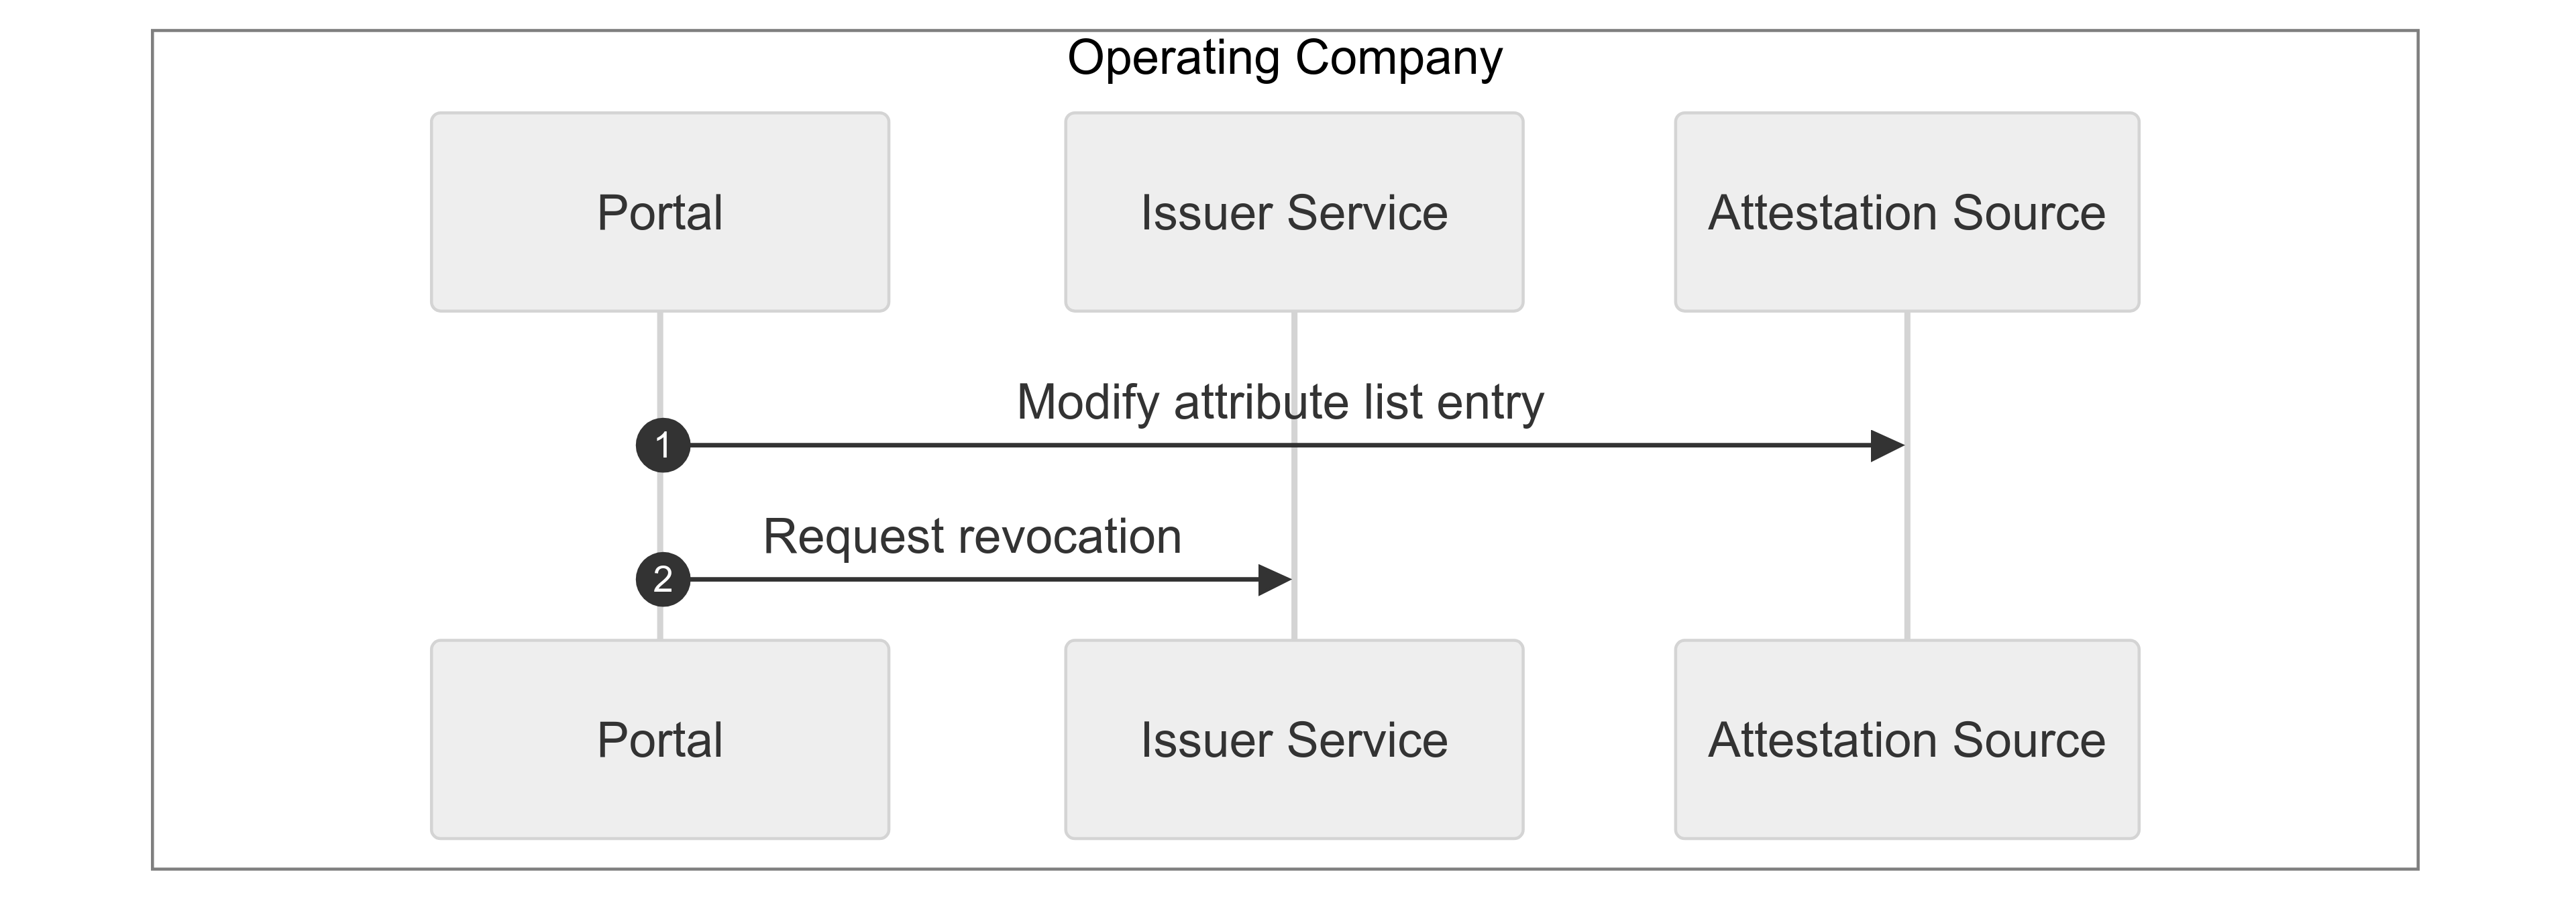 Operating Company
Portal
Issuer Service
Attestation Source
Modify attribute list entry
1
Request revocation
2
Portal
Issuer Service
Attestation Source